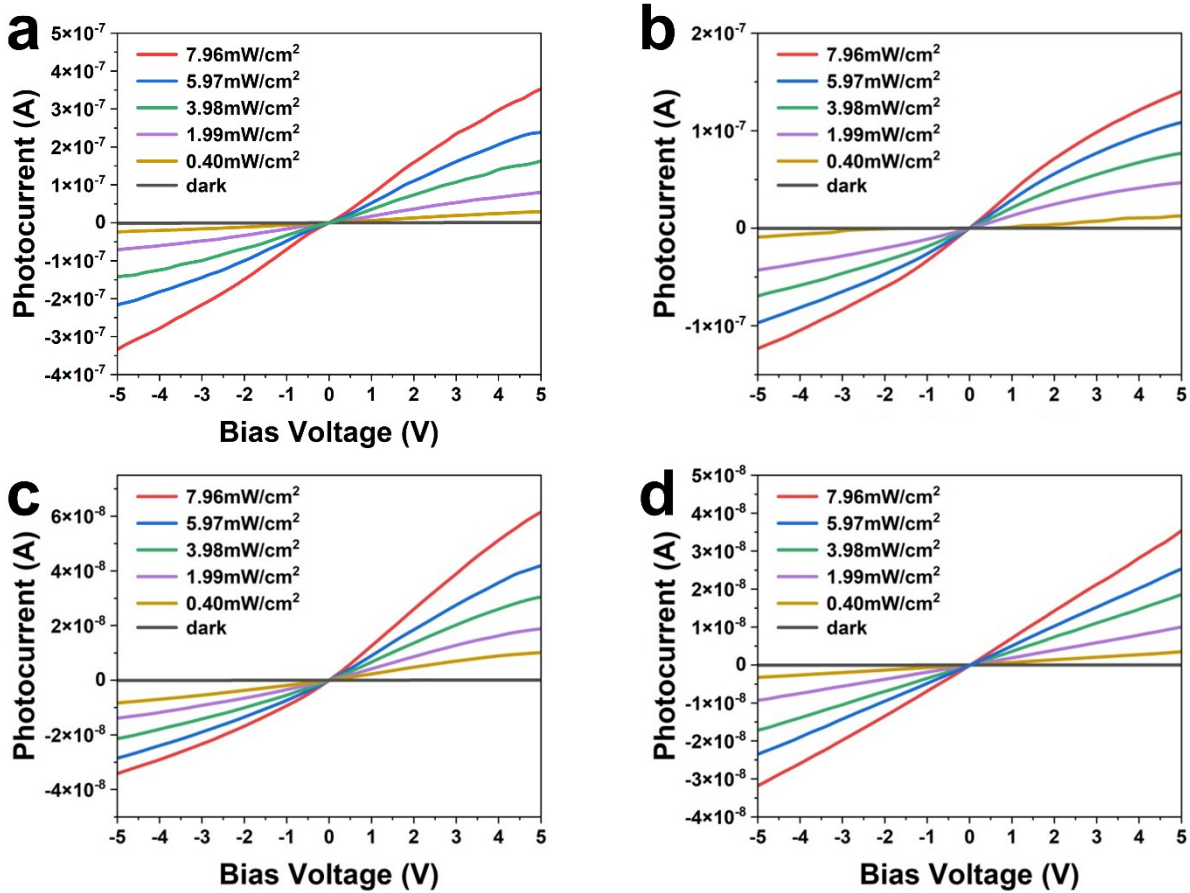 a
5×10⁻⁷
4×10⁻⁷
3×10⁻⁷
2×10⁻⁷
1×10⁻⁷
0
-1×10⁻⁷
-2×10⁻⁷
-3×10⁻⁷
-4×10⁻⁷
Photocurrent (A)
7.96mW/cm²
5.97mW/cm²
3.98mW/cm²
1.99mW/cm²
0.40mW/cm²
dark
-5 -4 -3 -2 -1 0 1 2 3 4 5
Bias Voltage (V)
b
2×10⁻⁷
1×10⁻⁷
0
-1×10⁻⁷
Photocurrent (A)
7.96mW/cm²
5.97mW/cm²
3.98mW/cm²
1.99mW/cm²
0.40mW/cm²
dark
-5 -4 -3 -2 -1 0 1 2 3 4 5
c
6×10⁻⁸
4×10⁻⁸
2×10⁻⁸
0
-2×10⁻⁸
-4×10⁻⁸
Photocurrent (A)
7.96mW/cm²
5.97mW/cm²
3.98mW/cm²
1.99mW/cm²
0.40mW/cm²
dark
-5 -4 -3 -2 -1 0 1 2 3 4 5
Bias Voltage (V)
d
5×10⁻⁸
4×10⁻⁸
3×10⁻⁸
2×10⁻⁸
1×10⁻⁸
0
-1×10⁻⁸
-2×10⁻⁸
-3×10⁻⁸
-4×10⁻⁸
Photocurrent (A)
7.96mW/cm²
5.97mW/cm²
3.98mW/cm²
1.99mW/cm²
0.40mW/cm²
dark
-5 -4 -3 -2 -1 0 1 2 3 4 5
Bias Voltage (V)